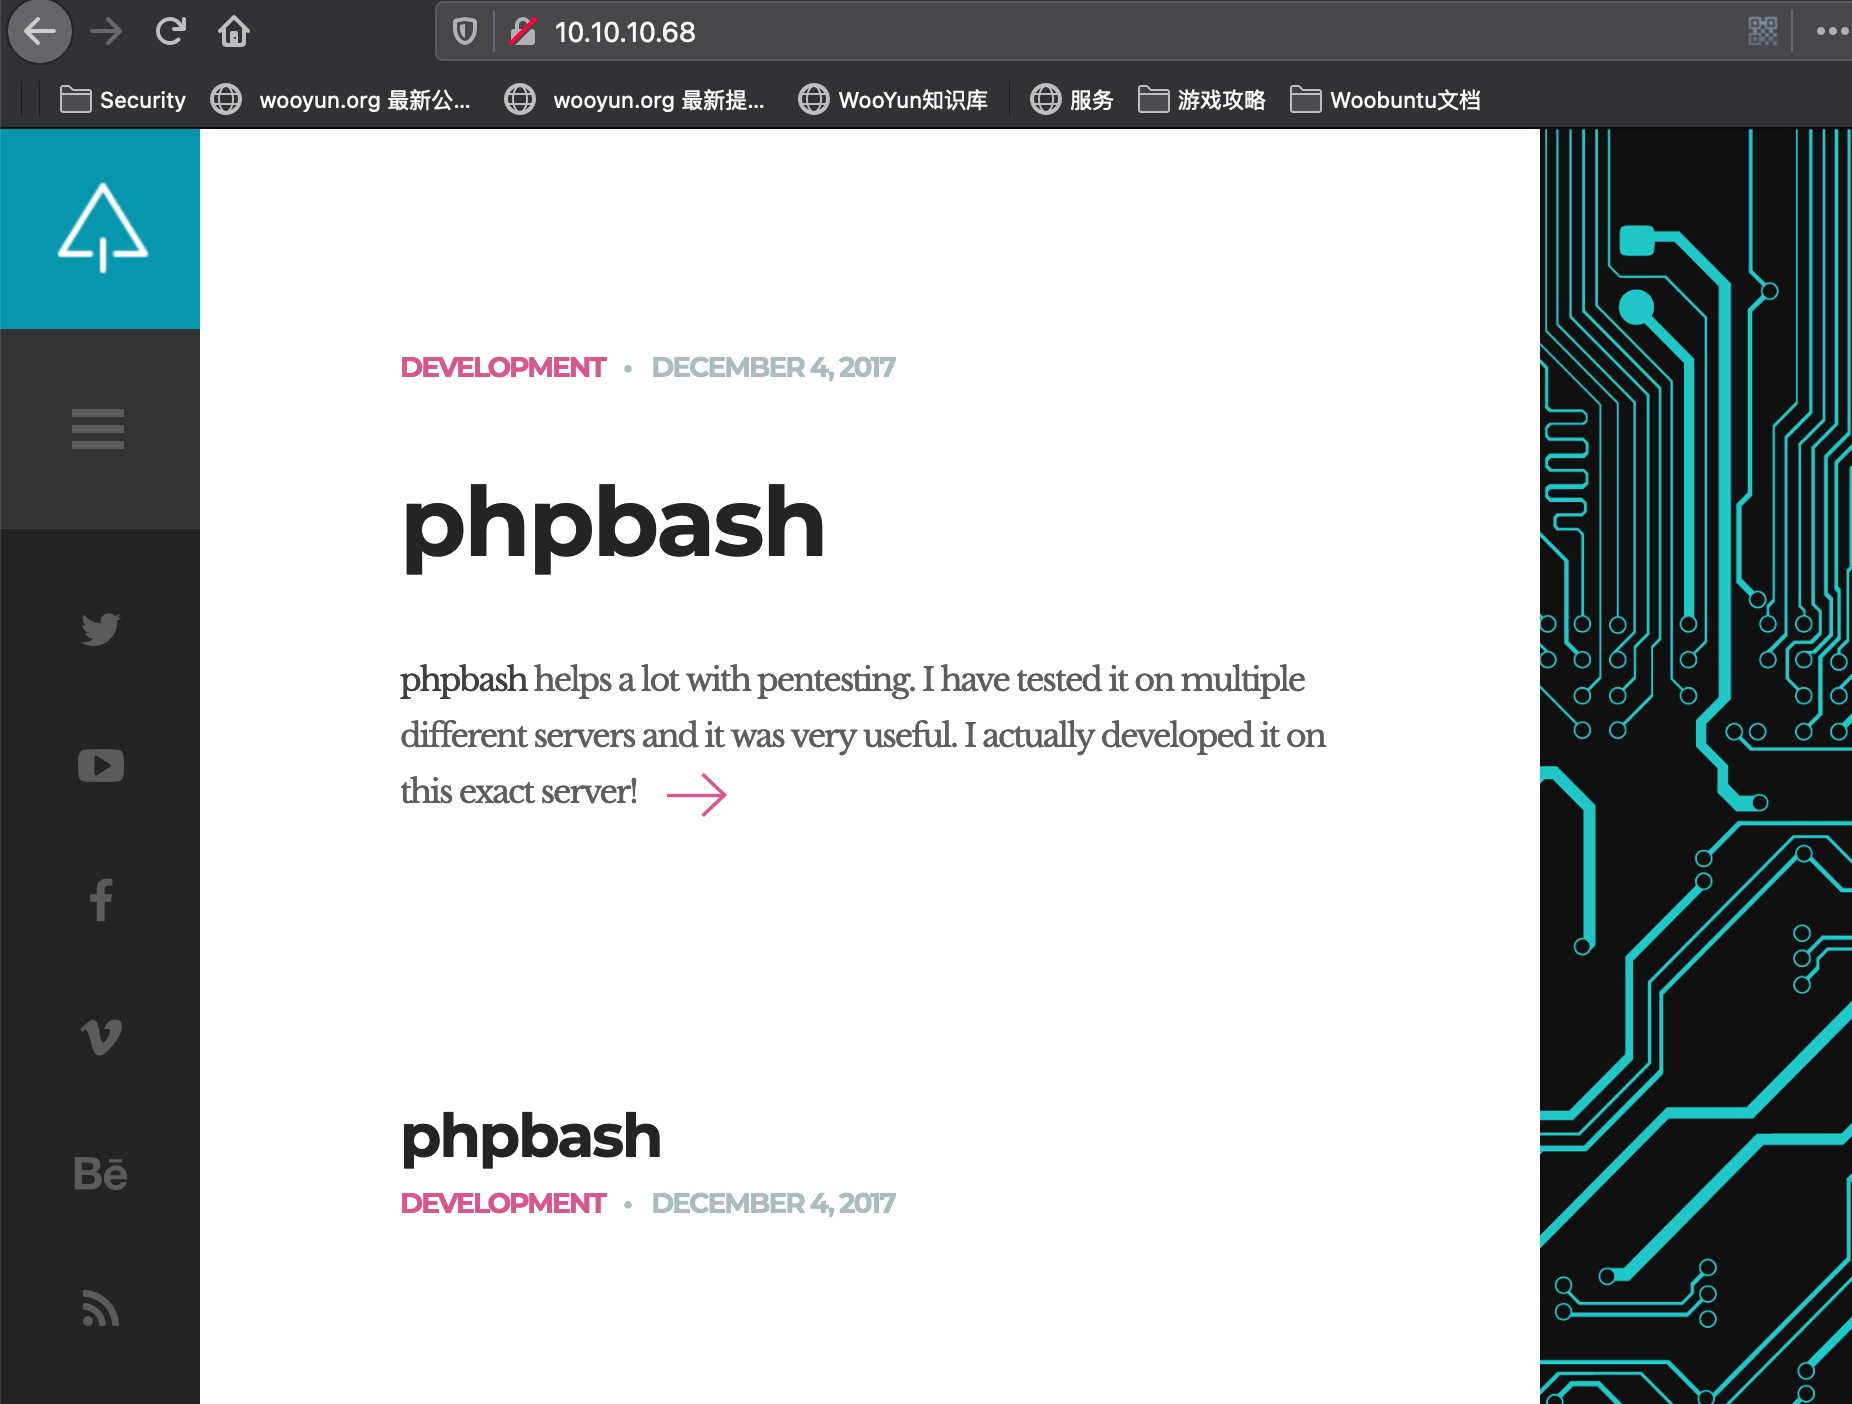 10.10.10.68
Security wooyun.org 最新公... wooyun.org 最新提... WooYun知识库 服务 游戏攻略 Woobuntu文档
DEVELOPMENT • DECEMBER 4, 2017
phpbash
phpbash helps a lot with pentesting. I have tested it on multiple
different servers and it was very useful. I actually developed it on
this exact server!
Bē
phpbash
DEVELOPMENT • DECEMBER 4, 2017